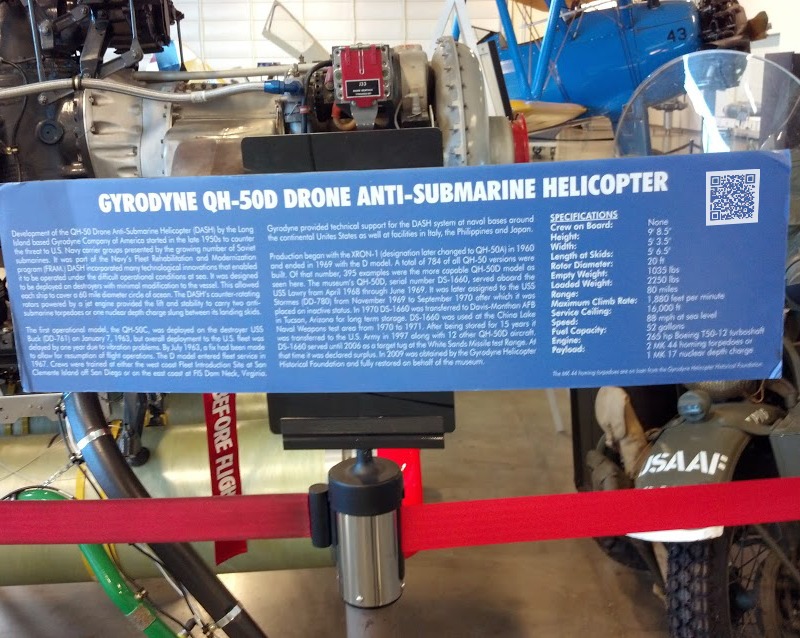 43
GYRODYNE QH-50D DRONE ANTI-SUBMARINE HELICOPTER
Development of the QH-50 Drone Anti-Submarine Helicopter (DASH) by the Long
Island based Gyrodyne Company of America started in the late 1950s to counter
the threat to U.S. Navy carrier groups presented by the growing number of Soviet
submarines. It was part of the Navy's Fleet Rehabilitation and Modernization
program (FRAM). DASH incorporated many technological innovations that enabled
it to be operated under the difficult operational conditions at sea. It was designed
to be deployed on destroyers with minimal modification to the vessel. This allowed
each ship to cover a 60 mile diameter circle of ocean. The DASH's counter-rotating
rotors powered by a jet engine provided the lift and stability to carry two anti-
submarine torpedoes or one nuclear depth charge slung between its landing skids.
The first operational model, the QH-50C, was deployed on the destroyer USS
Buck (DD-761) on January 7, 1963, but overall deployment to the U.S. fleet was
delayed by one year due to vibration problems. By July 1963, a fix had been made
to allow for resumption of flight operations. The D model entered fleet service in
1967. Crews were trained at either the west coast Fleet Introduction Site at San
Clemente Island off San Diego or on the east coast at FIS Dam Neck, Virginia.
Gyrodyne provided technical support for the DASH system at naval bases around
the continental Unites States as well at facilities in Italy, the Philippines and Japan.
Production began with the XRON-1 (designation later changed to QH-50A) in 1960
and ended in 1969 with the D model. A total of 784 of all QH-50 versions were
built. Of that number, 395 examples were the more capable QH-50D model as
seen here. The museum's QH-50D, serial number DS-1660, served aboard the
USS Lowry from April 1968 through June 1969. It was later assigned to the USS
Stormes (DD-780) from November 1969 to September 1970 after which it was
placed on inactive status. In 1970 DS-1660 was transferred to Davis-Monthan AFB
in Tucson, Arizona for long term storage. DS-1660 was used at the China Lake
Naval Weapons test area from 1970 to 1971. After being stored for 15 years it
was transferred to the U.S. Army in 1997 along with 12 other QH-50D aircraft.
DS-1660 served until 2006 as a target tug at the White Sands Missile test Range. At
that time it was declared surplus. In 2009 was obtained by the Gyrodyne Helicopter
Historical Foundation and fully restored on behalf of the museum.
SPECIFICATIONS
Crew on Board: None
Height: 9' 8.5"
Width: 5' 3.5"
Length at Skids: 5' 6.5"
Rotor Diameter: 20 ft
Empty Weight: 1035 lbs
Loaded Weight: 2250 lbs
Range: 80 miles
Maximum Climb Rate: 1,880 feet per minute
Service Ceiling: 16,000 ft
Speed: 88 mph at sea level
Fuel Capacity: 52 gallons
Engine: 265 hp Boeing T50-12 turboshaft
Payload: 2 MK 44 homing torpedoes or
1 MK 17 nuclear depth charge
The MK 44 homing torpedoes are on loan from the Gyrodyne Helicopter Historical Foundation
BEFORE FLIGH
USAAF